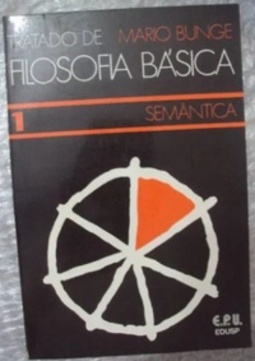 TRATADO DE MARIO BUNGE
FILOSOFIA BÁSICA
1 SEMÂNTICA
E.P.U.
EDUSP